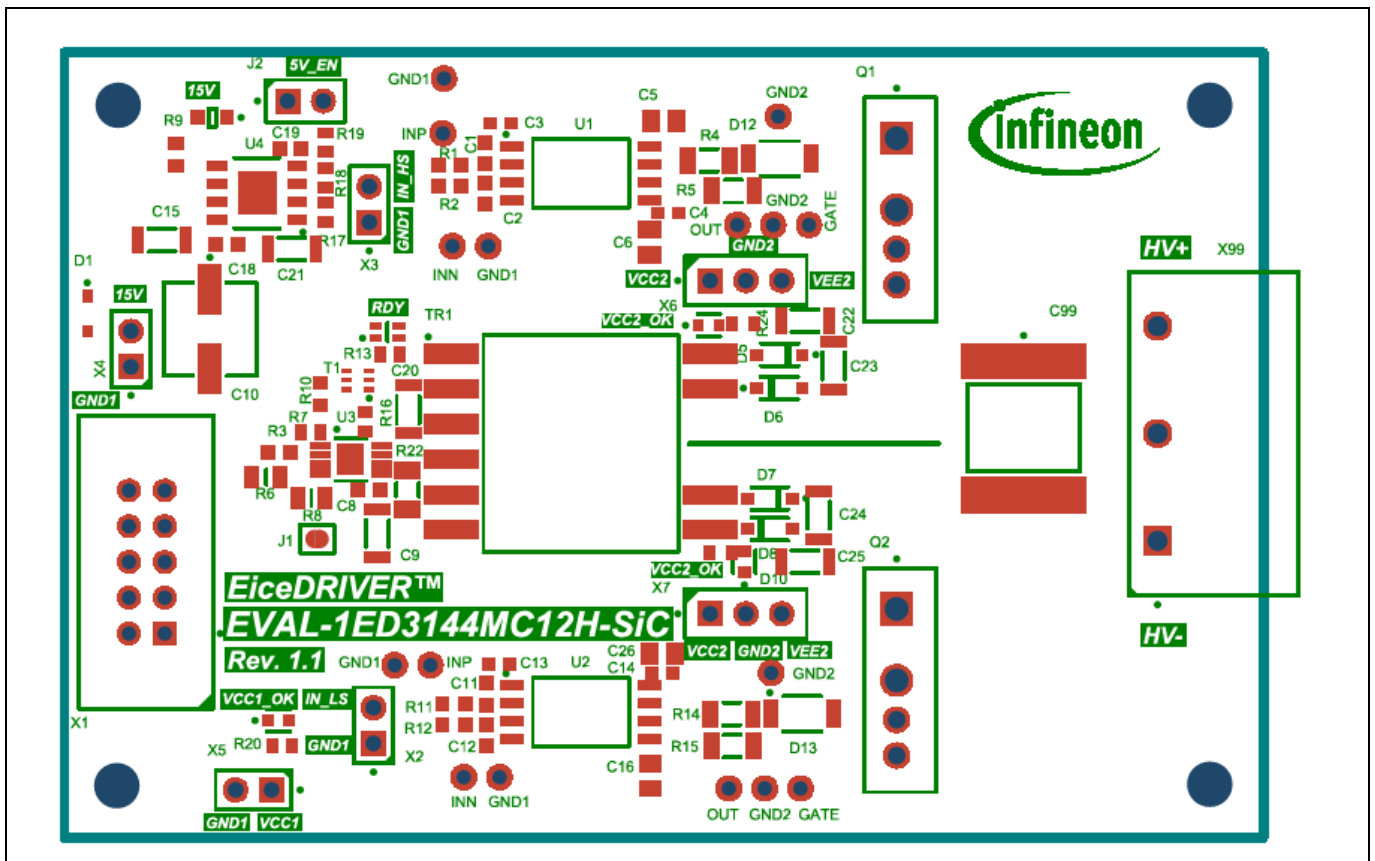 J2
5V_EN
15V
R9
C19
R19
U4
R18
IN_HS
GND1
C15
R17
X3
C18
C21
GND1
INP
C3
C1
R1
R2
C2
INN
GND1
U1
C5
C4
C6
R4
R5
D12
GND2
OUT
GND2
GATE
Q1
infineon
D1
15V
X4
GND1
C10
RDY
R13
T1
C20
TR1
R10
R16
R7
U3
R3
R22
R6
R8
C8
C9
J1
VCC2
GND2
VEE2
X6
VCC2_OK
R24
C22
D5
C23
D6
HV+
X99
C99
D7
C24
D8
C25
VCC2_OK
D10
X7
VCC2
GND2
VEE2
Q2
HV-
X1
EiceDRIVER™
EVAL-1ED3144MC12H-SiC
Rev. 1.1
VCC1_OK
IN_LS
X5
R20
GND1
X2
GND1
VCC1
GND1
INP
C13
U2
C26
C14
C11
R11
R12
C12
INN
GND1
C16
GND2
R14
R15
D13
OUT
GND2
GATE